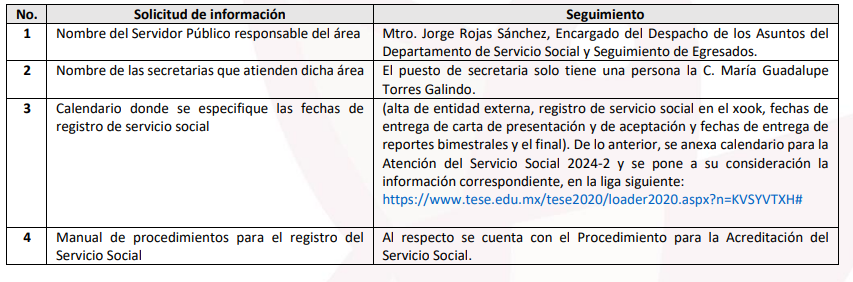 No. Solicitud de información Seguimiento
1 Nombre del Servidor Público responsable del área Mtro. Jorge Rojas Sánchez, Encargado del Despacho de los Asuntos del
Departamento de Servicio Social y Seguimiento de Egresados.
2 Nombre de las secretarias que atienden dicha área El puesto de secretaria solo tiene una persona la C. María Guadalupe
Torres Galindo.
3 Calendario donde se especifique las fechas de
registro de servicio social
(alta de entidad externa, registro de servicio social en el xook, fechas de
entrega de carta de presentación y de aceptación y fechas de entrega de
reportes bimestrales y el final). De lo anterior, se anexa calendario para la
Atención del Servicio Social 2024-2 y se pone a su consideración la
información correspondiente, en la liga siguiente:
https://www.tese.edu.mx/tese2020/loader2020.aspx?n=KVSYVTXH#
4 Manual de procedimientos para el registro del
Servicio Social
Al respecto se cuenta con el Procedimiento para la Acreditación del
Servicio Social.